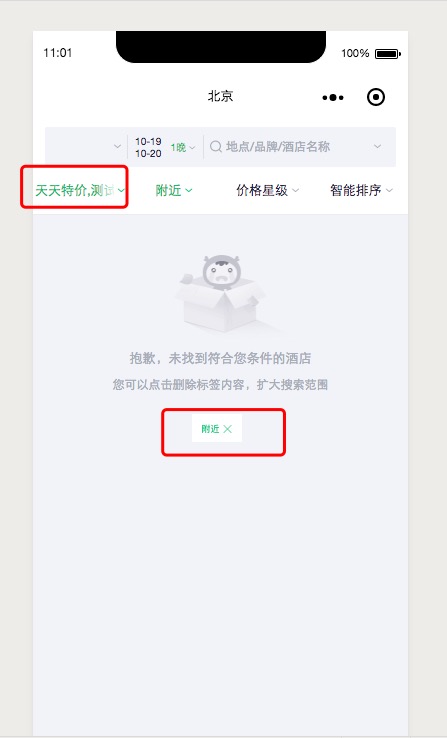 11:01
100%
北京
10-19
10-20
1晚
地点/品牌/酒店名称
天天特价,测试
附近
价格星级
智能排序
抱歉，未找到符合您条件的酒店
您可以点击删除标签内容，扩大搜索范围
附近